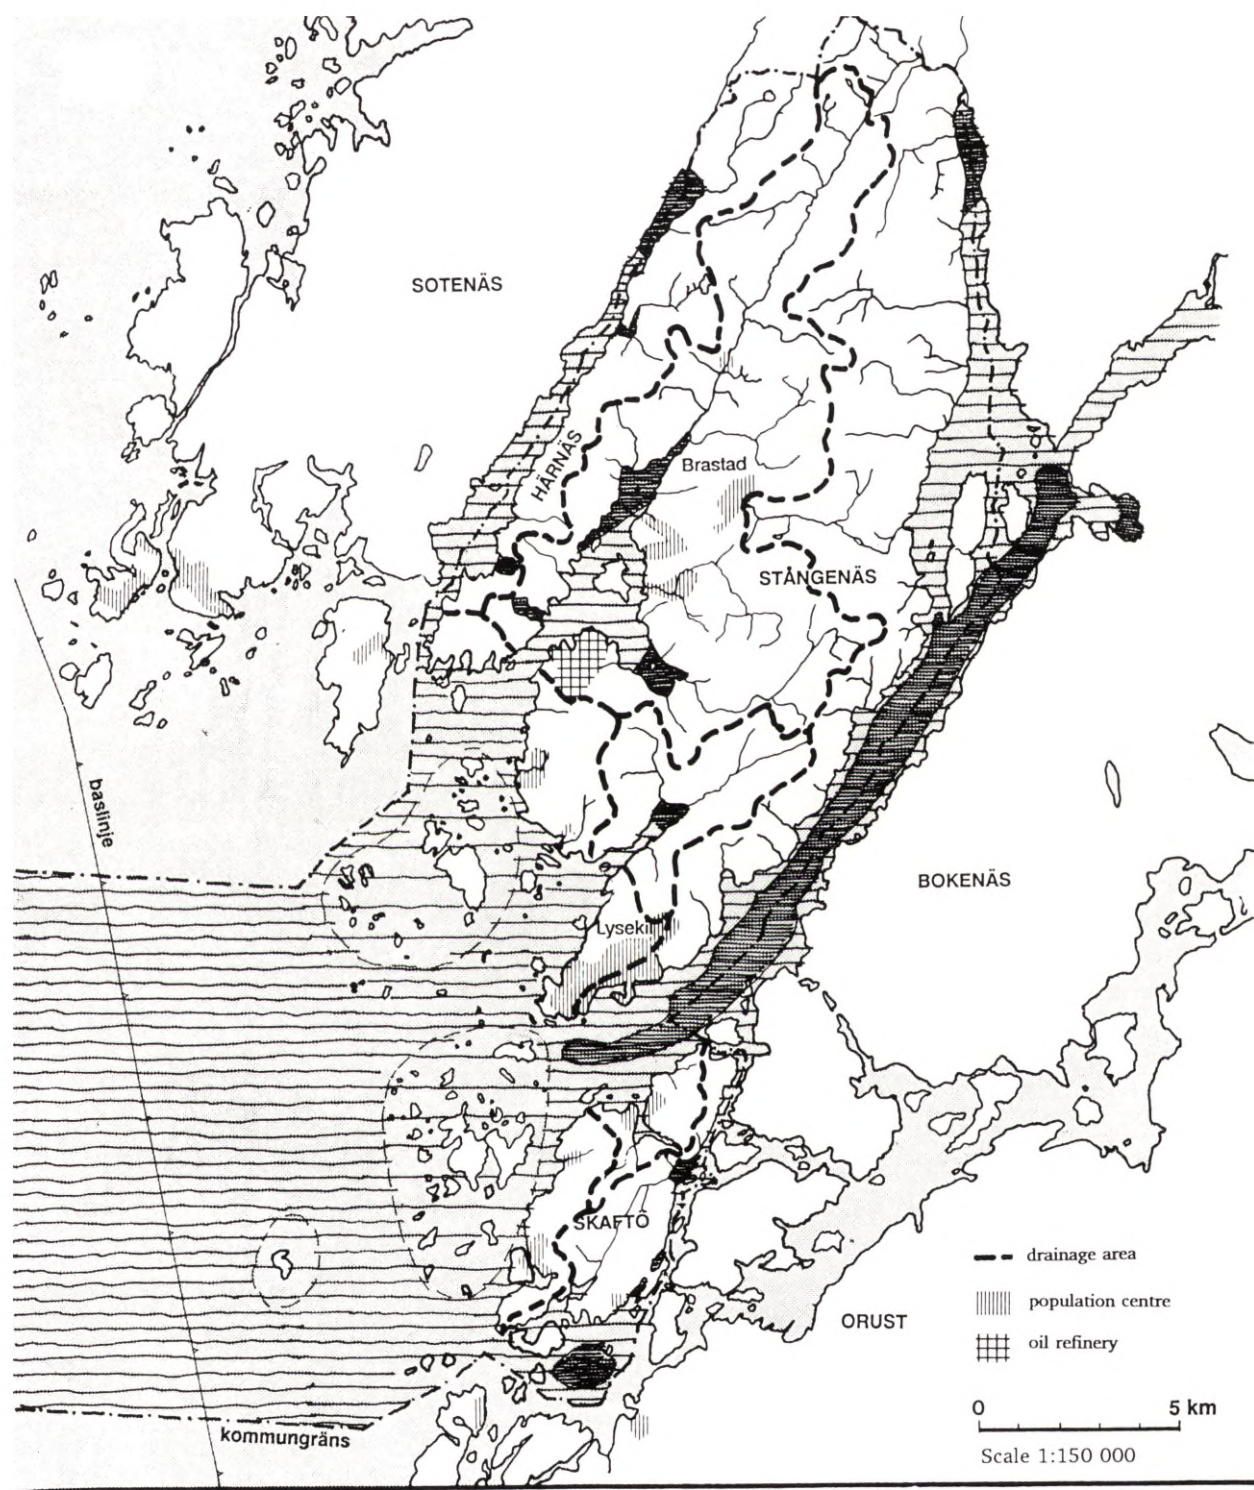 SOTENÄS
HÄRNÄS
Brastad
STÅNGENÄS
baslinje
BOKENÄS
Lysekil
SKAFTÖ
drainage area
population centre
ORUST
oil refinery
0 5 km
kommungräns
Scale 1:150 000